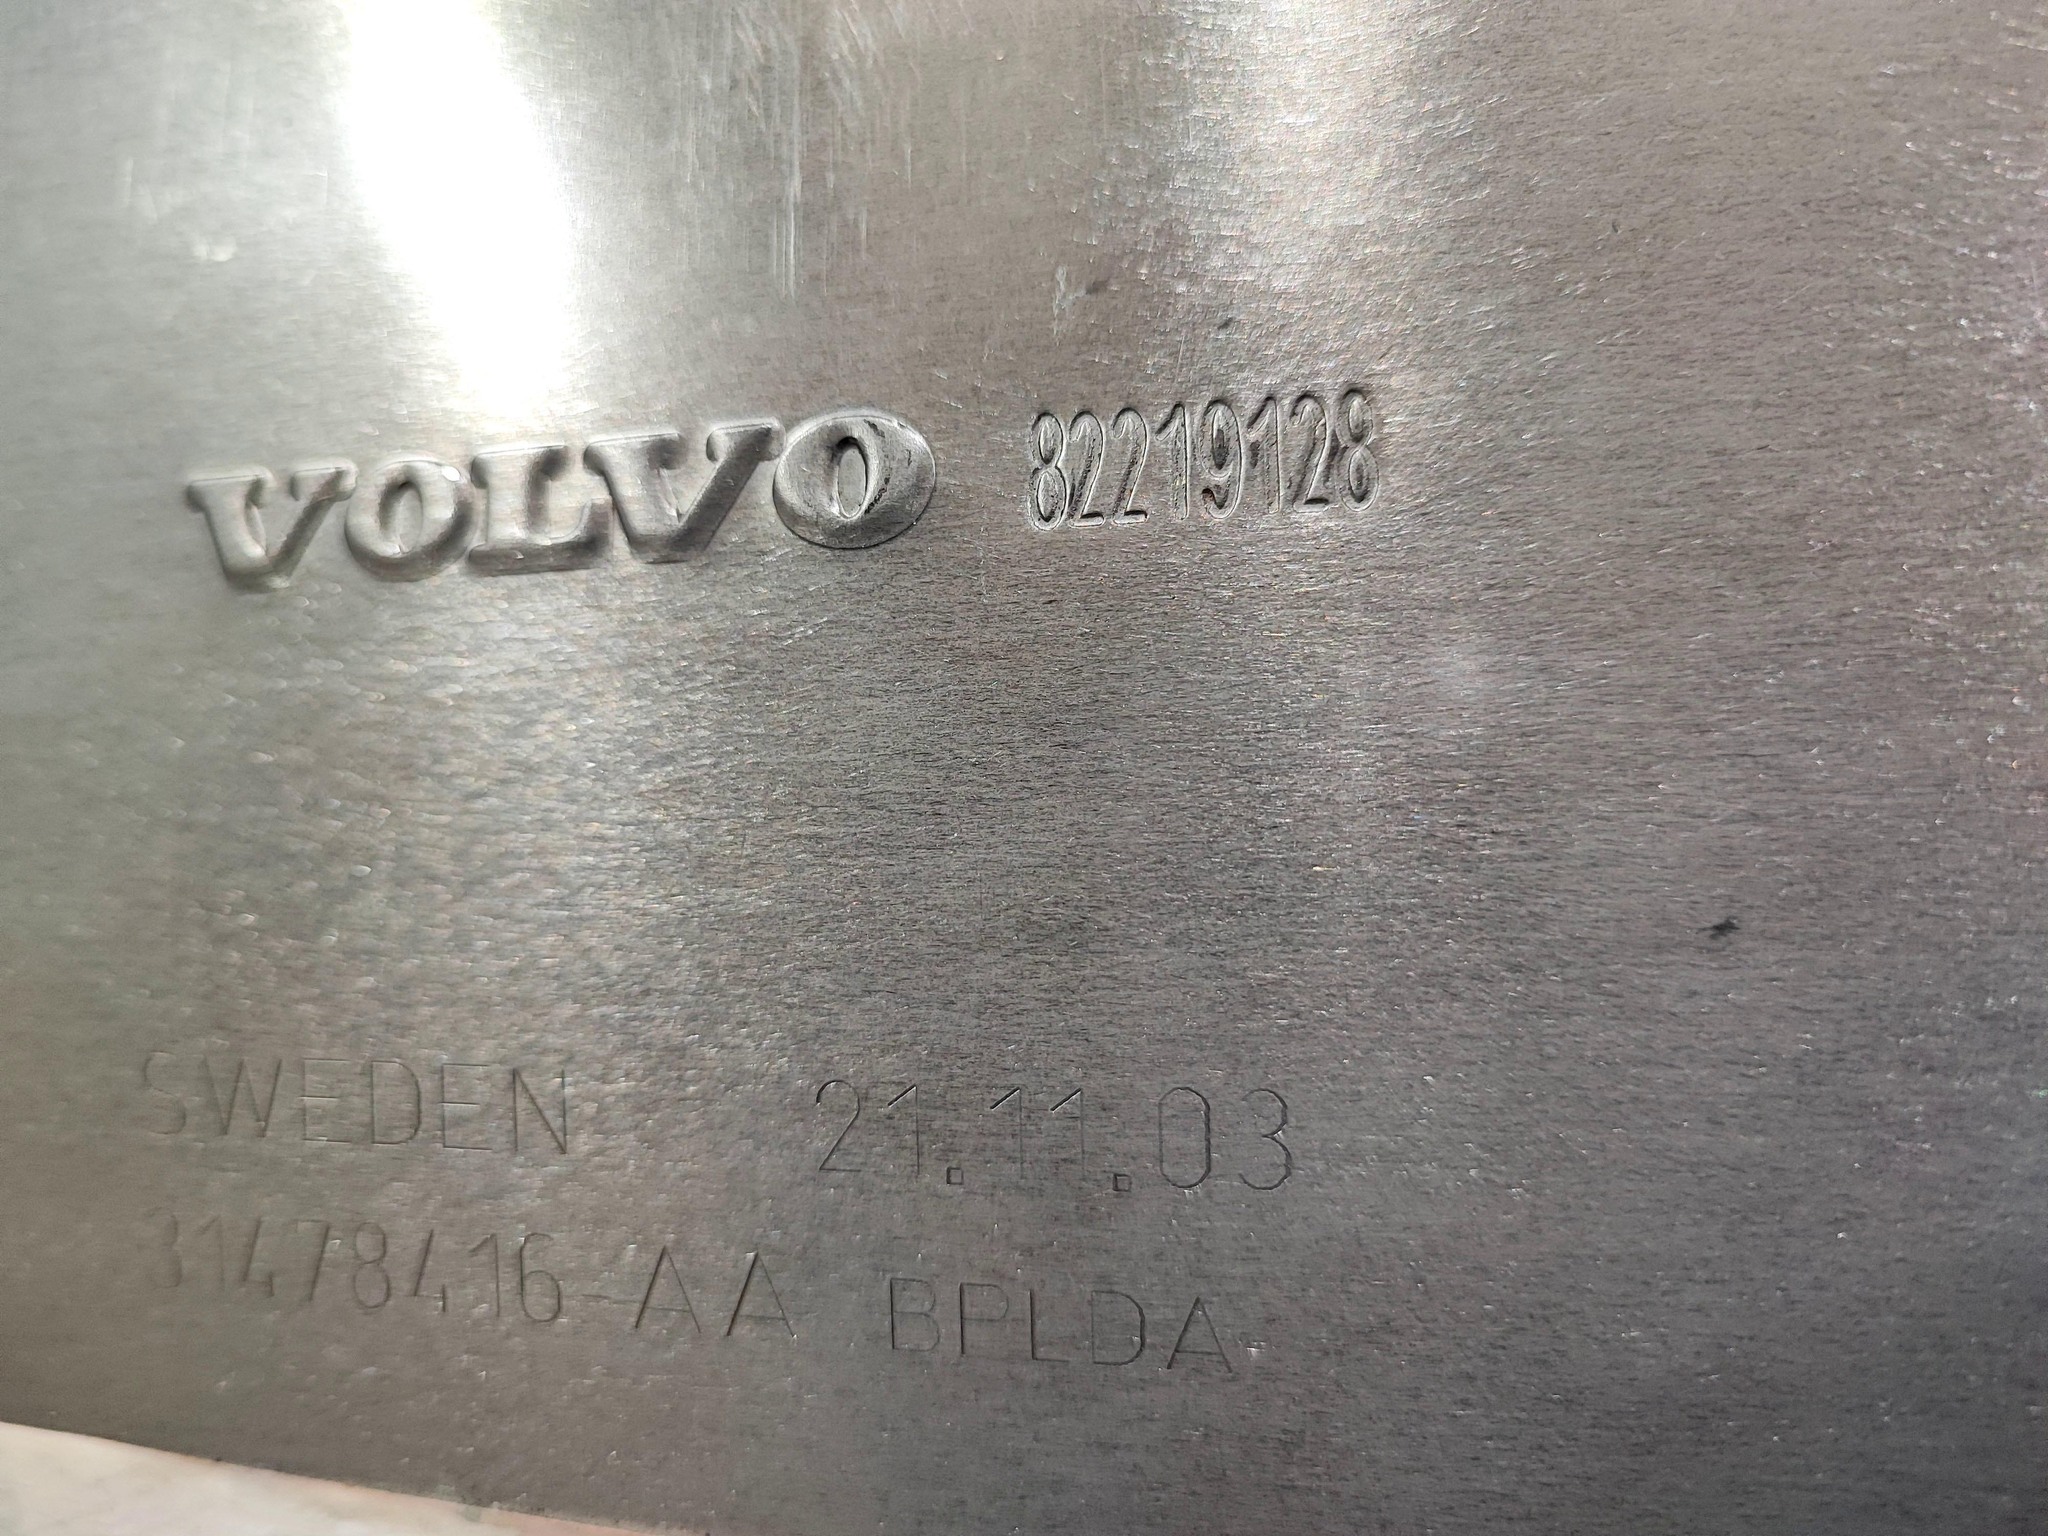 VOLVO 82219128
SWEDEN 21.11.03
31478416-AA BPLDA